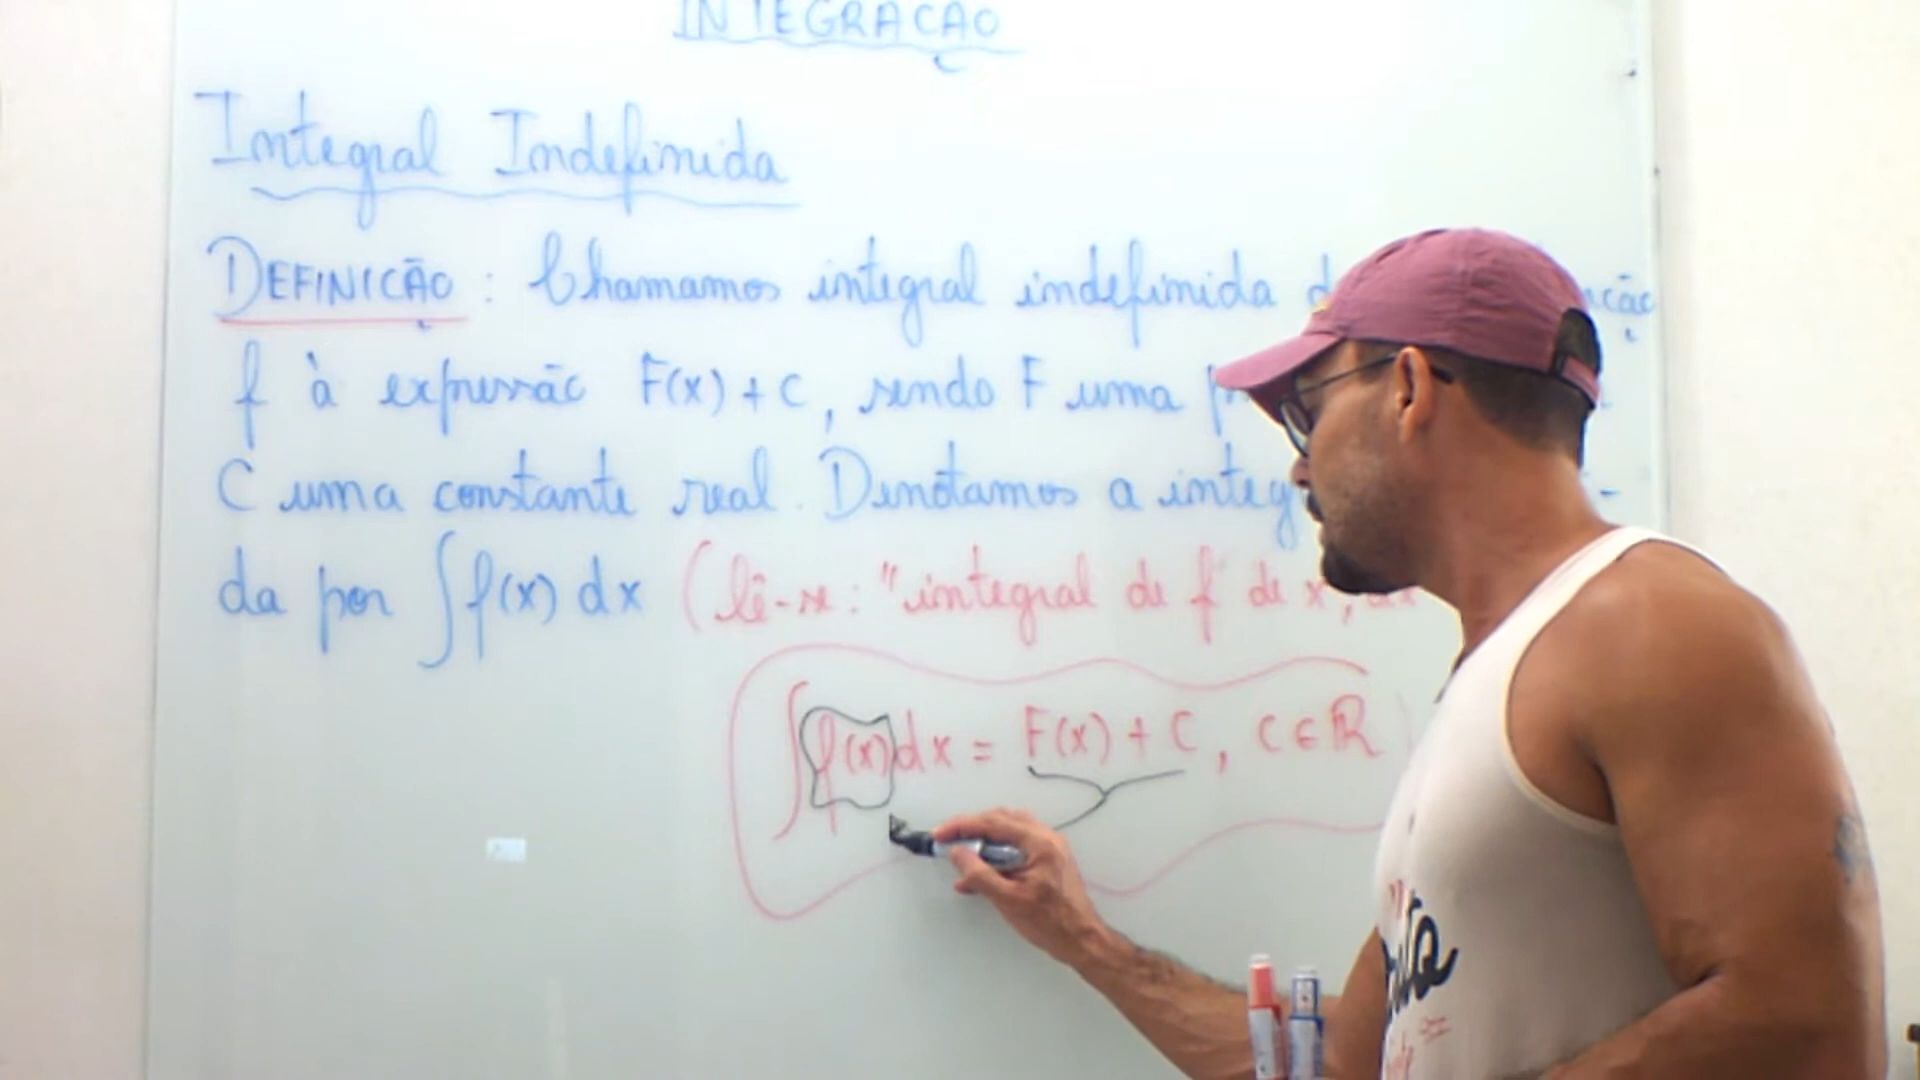 INTEGRAÇÃO
Integral Indefinida
DEFINIÇÃO: Chamamos integral indefinida
f à expressão F(x) + C, sendo F uma
C uma constante real. Denotamos a
da por ∫f(x) dx (lê-se: "integral de f de x,
∫f(x)dx = F(x) + C, C∈ℝ